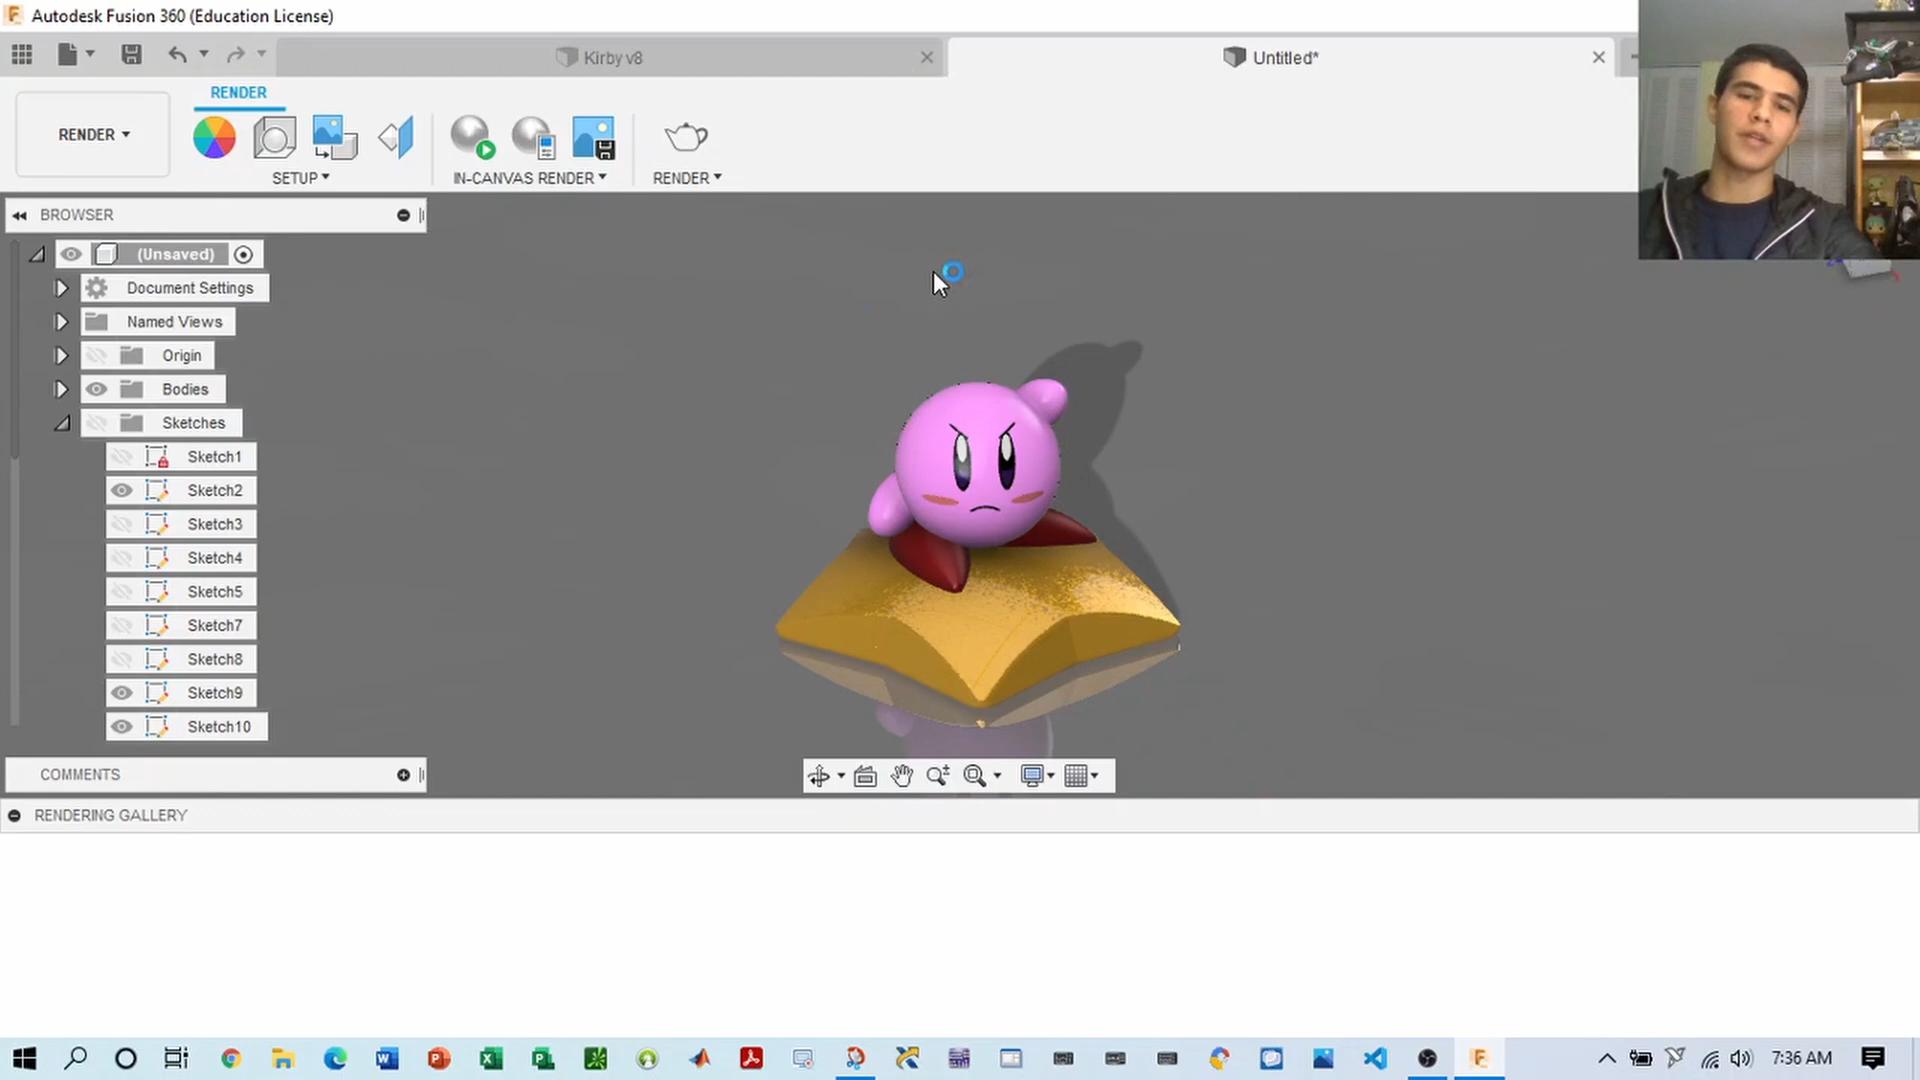 Autodesk Fusion 360 (Education License)
Kirby v8
Untitled*
RENDER
RENDER
SETUP
IN-CANVAS RENDER
RENDER
BROWSER
(Unsaved)
Document Settings
Named Views
Origin
Bodies
Sketches
Sketch1
Sketch2
Sketch3
Sketch4
Sketch5
Sketch7
Sketch8
Sketch9
Sketch10
COMMENTS
RENDERING GALLERY
7:36 AM